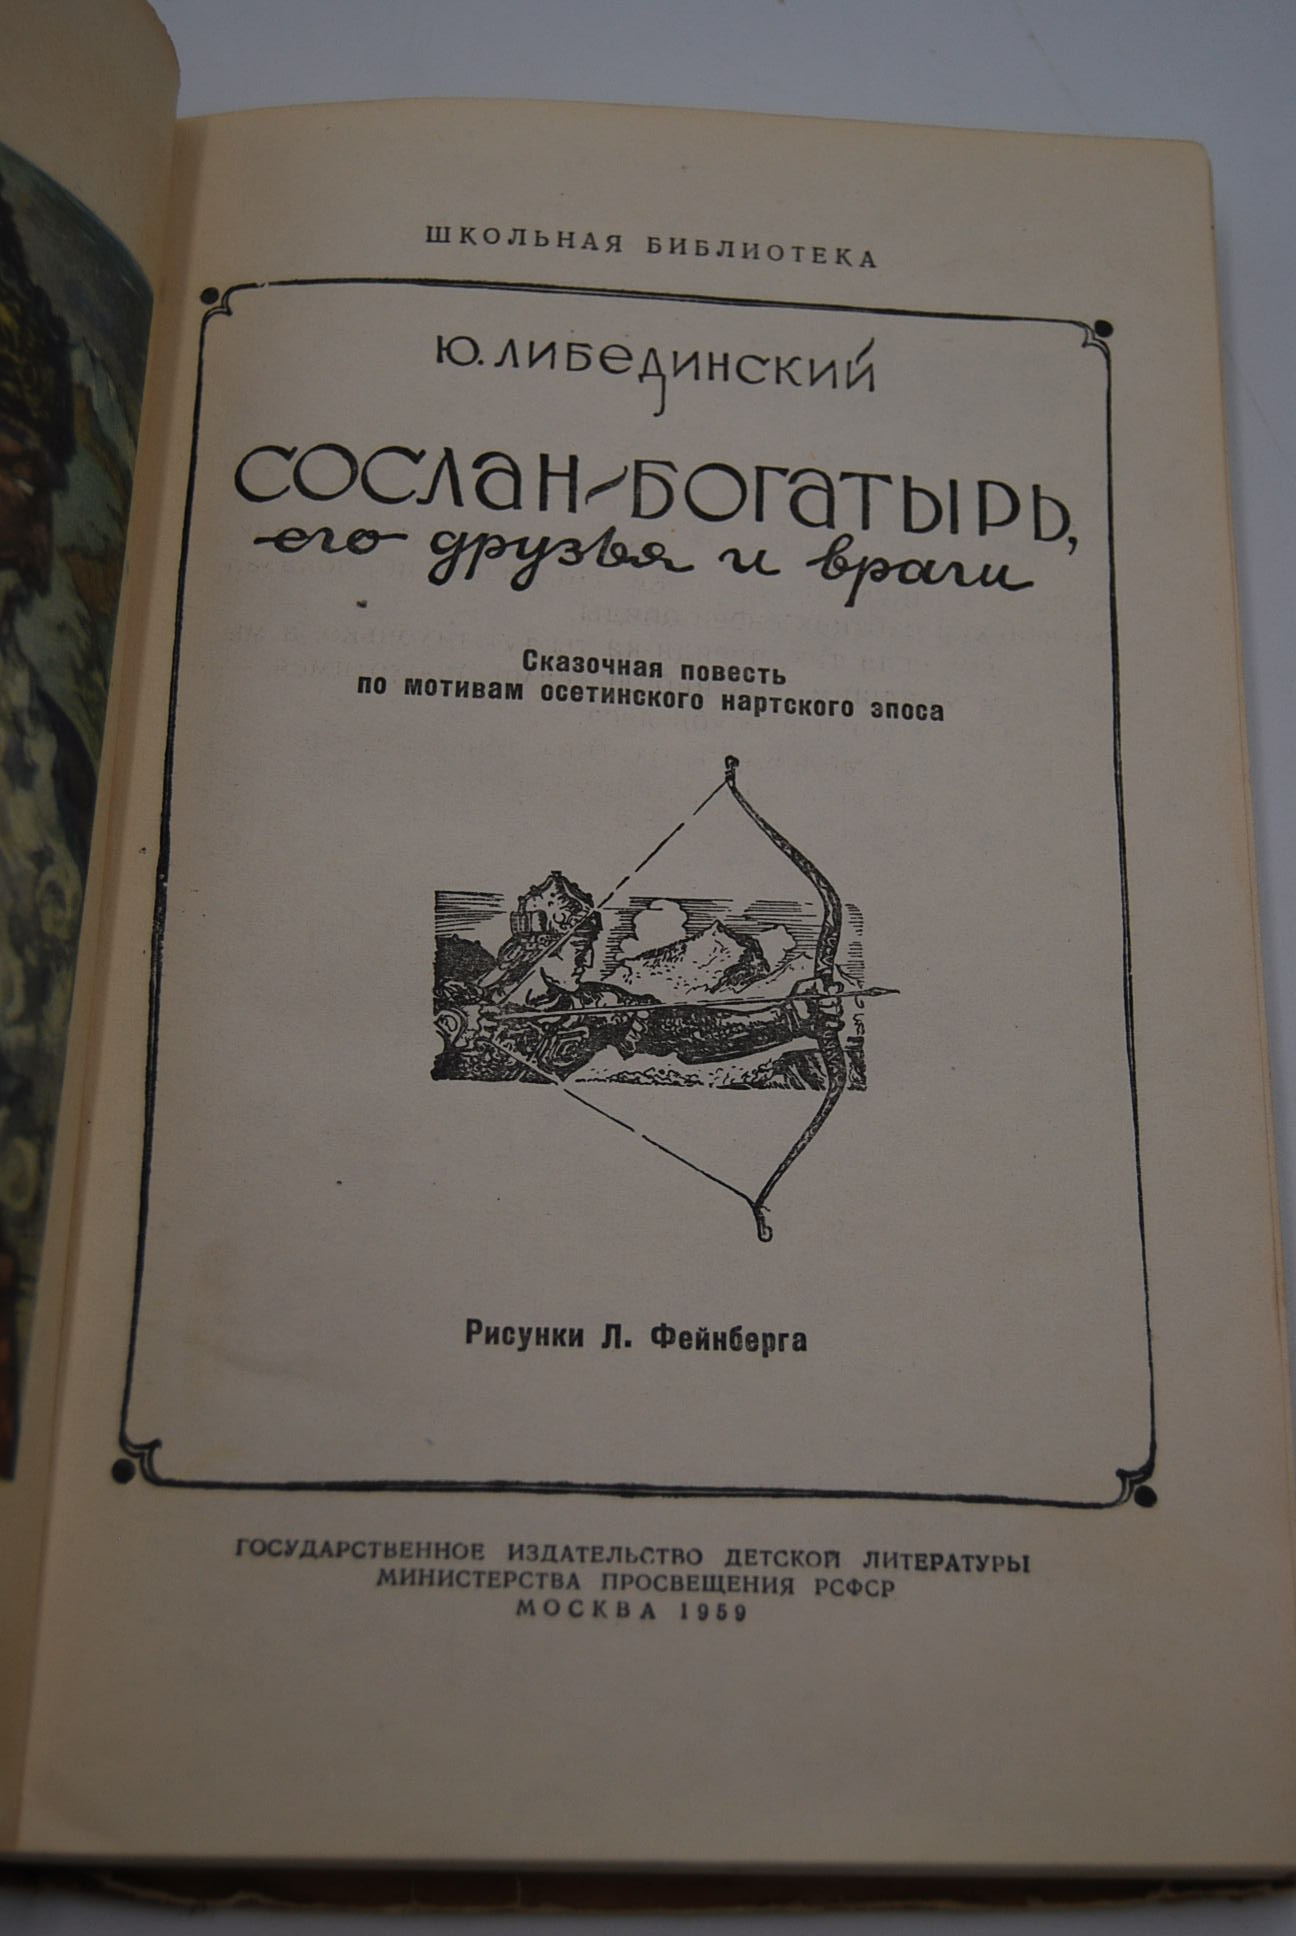 ШКОЛЬНАЯ БИБЛИОТЕКА
Ю. ЛИБЕДИНСКИЙ
СОСЛАН-БОГАТЫРЬ,
его друзья и враги
Сказочная повесть
по мотивам осетинского нартского эпоса
Рисунки Л. Фейнберга
ГОСУДАРСТВЕННОЕ ИЗДАТЕЛЬСТВО ДЕТСКОЙ ЛИТЕРАТУРЫ
МИНИСТЕРСТВА ПРОСВЕЩЕНИЯ РСФСР
МОСКВА 1959